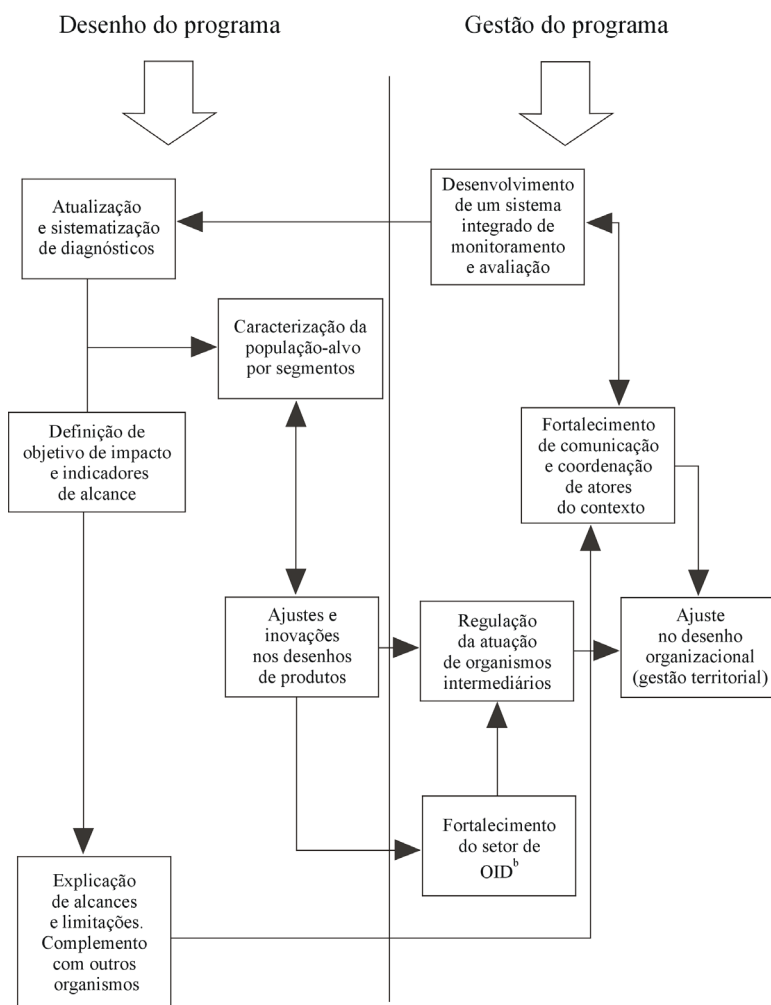 Desenho do programa
Gestão do programa
Atualização
e sistematização
de diagnósticos
Desenvolvimento
de um sistema
integrado de
monitoramento
e avaliação
Caracterização da
população-alvo
por segmentos
Definição de
objetivo de impacto
e indicadores
de alcance
Fortalecimento
de comunicação
e coordenação
de atores
do contexto
Ajustes e
inovações
nos desenhos
de produtos
Regulação
da atuação
de organismos
intermediários
Ajuste
no desenho
organizacional
(gestão territorial)
Fortalecimento
do setor de
OIDᵇ
Explicação
de alcances
e limitações.
Complemento
com outros
organismos